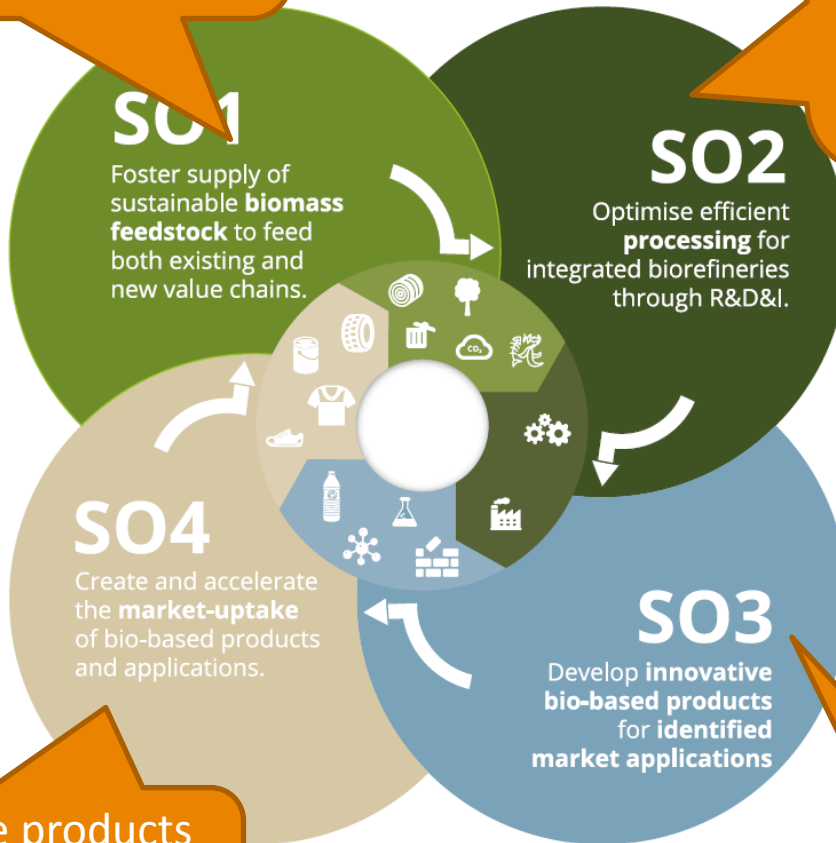 SO1
Foster supply of
sustainable biomass
feedstock to feed
both existing and
new value chains.
SO2
Optimise efficient
processing for
integrated biorefineries
through R&D&I.
CO₂
SO4
Create and accelerate
the market-uptake
of bio-based products
and applications.
SO3
Develop innovative
bio-based products
for identified
market applications
products